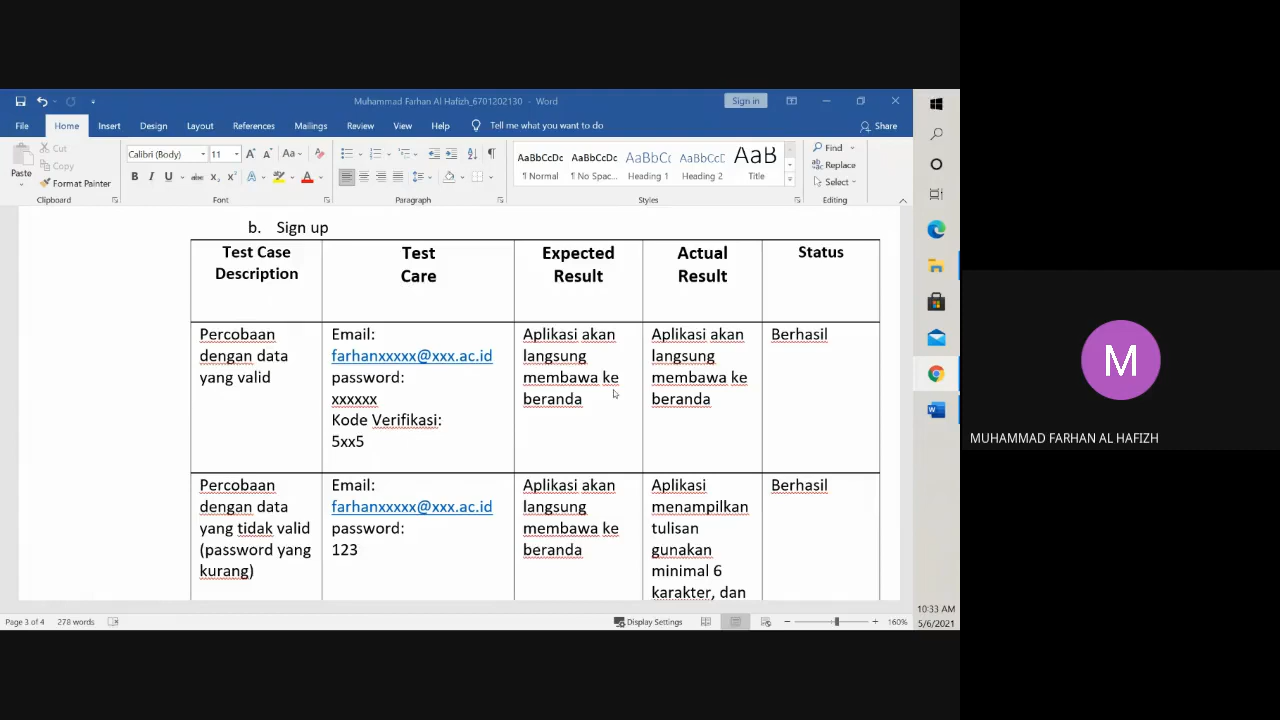 Muhammad Farhan Al Hafizh_6701202130 - Word
Sign in
File Home Insert Design Layout References Mailings Review View Help Tell me what you want to do Share
Paste
Cut
Copy
Format Painter
Clipboard
Calibri (Body) 11
Font
Paragraph
AaBbCcDc AaBbCcDc AaBbCc AaBbCcC AaB
¶ Normal ¶ No Spac... Heading 1 Heading 2 Title
Styles
Find
Replace
Select
Editing
b. Sign up
Test Case
Description
Test
Care
Expected
Result
Actual
Result
Status
Percobaan
dengan data
yang valid
Email:
farhanxxxxx@xxx.ac.id
password:
xxxxxx
Kode Verifikasi:
5xx5
Aplikasi akan
langsung
membawa ke
beranda
Aplikasi akan
langsung
membawa ke
beranda
Berhasil
Percobaan
dengan data
yang tidak valid
(password yang
kurang)
Email:
farhanxxxxx@xxx.ac.id
password:
123
Aplikasi akan
langsung
membawa ke
beranda
Aplikasi
menampilkan
tulisan
gunakan
minimal 6
karakter, dan
Berhasil
Page 3 of 4 278 words
Display Settings
160%
10:33 AM
5/6/2021
M
MUHAMMAD FARHAN AL HAFIZH